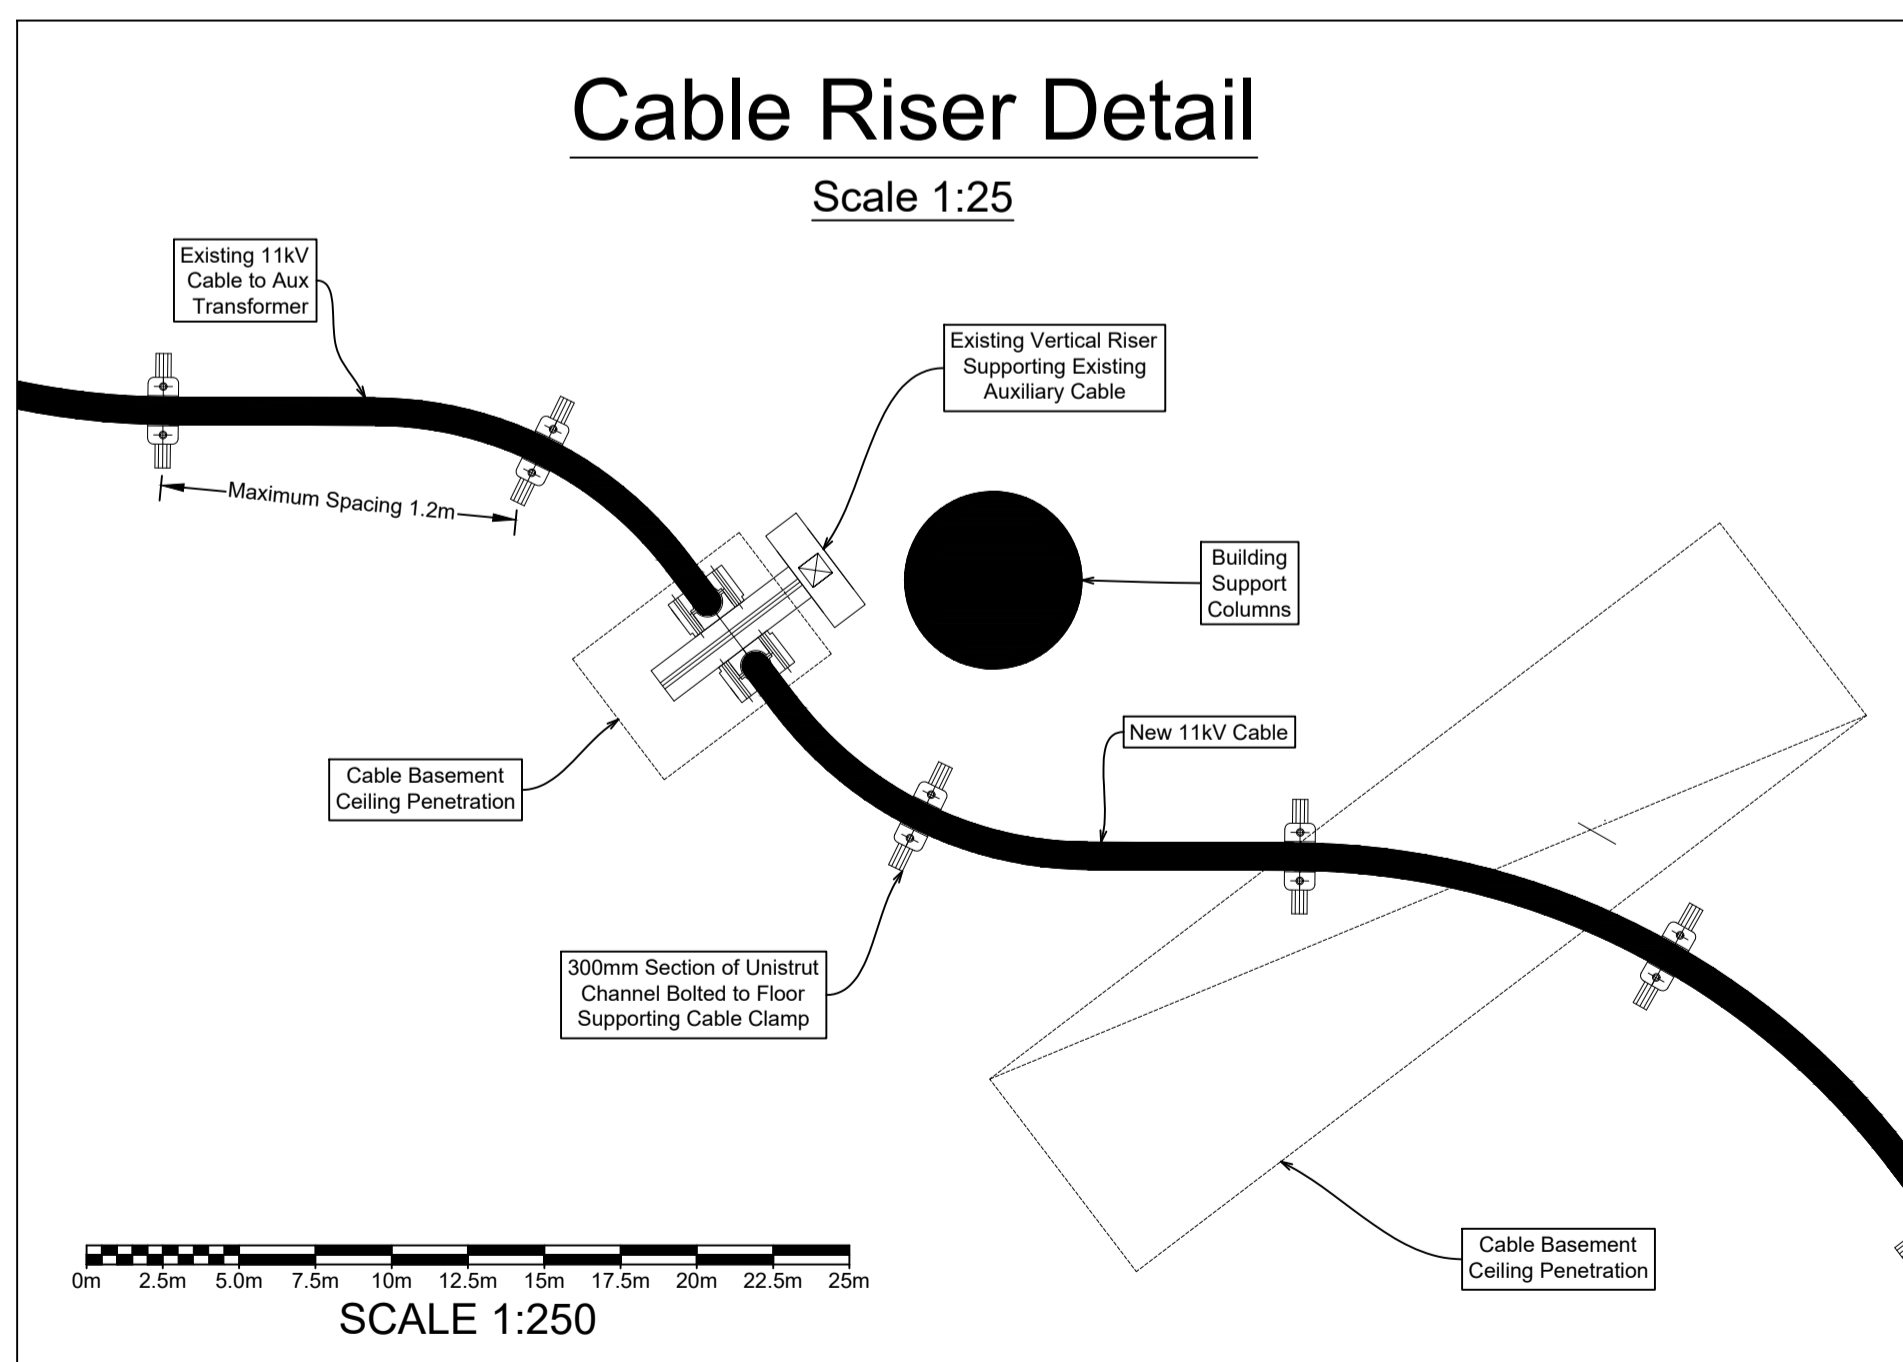 Cable Riser Detail
Scale 1:25
Existing 11kV
Cable to Aux
Transformer
Existing Vertical Riser
Supporting Existing
Auxiliary Cable
Maximum Spacing 1.2m
Building
Support
Columns
New 11kV Cable
Cable Basement
Ceiling Penetration
300mm Section of Unistrut
Channel Bolted to Floor
Supporting Cable Clamp
Cable Basement
Ceiling Penetration
0m 2.5m 5.0m 7.5m 10m 12.5m 15m 17.5m 20m 22.5m 25m
SCALE 1:250